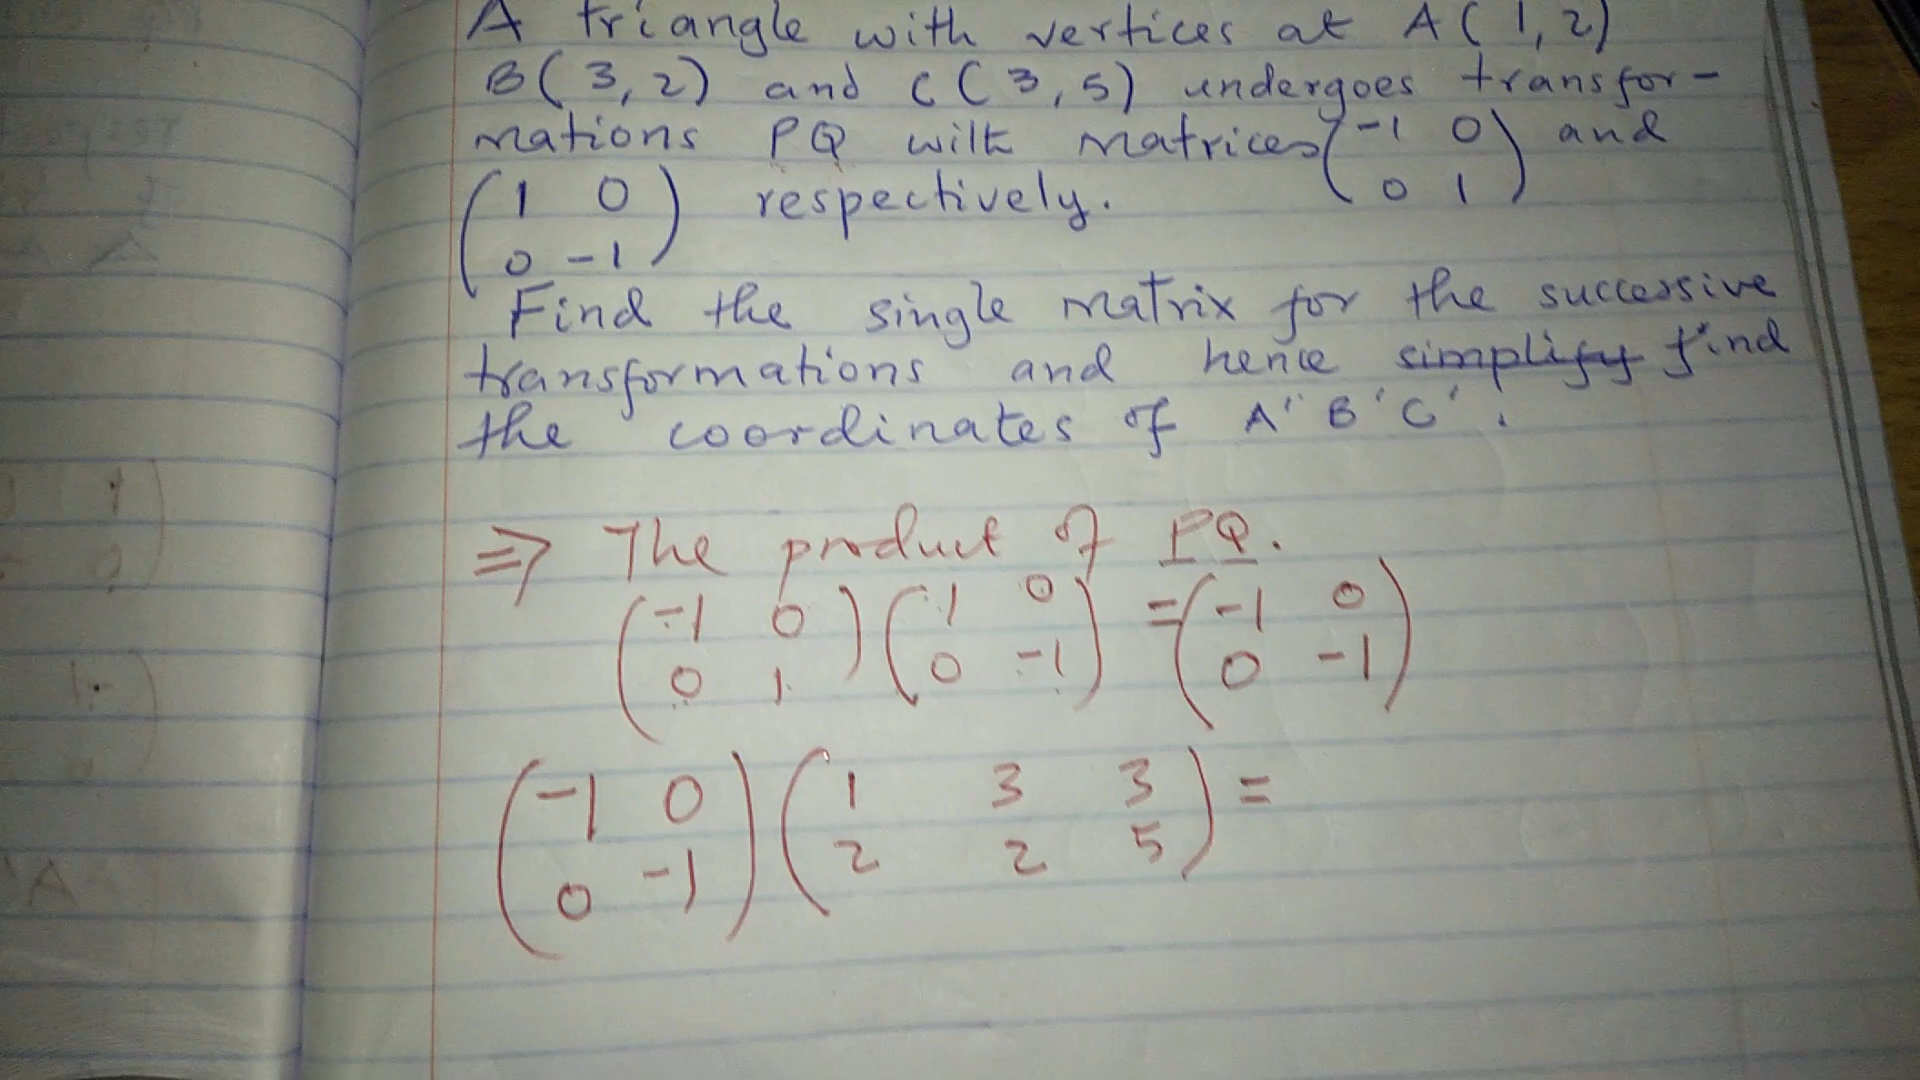 A triangle with vertices at A(1,2)
B(3,2) and C(3,5) undergoes transfor-
mations PQ with matrices (-1 0 and
0 1)
(1 0 respectively.
0 -1)
Find the single matrix for the successive
transformations and hence simplify find
the coordinates of A'' B' C'.
⇒ The product of PQ.
(-1 0) (1 0) = (-1 0)
(0 1) (0 -1) (0 -1)
(-1 0) (1 3 3) =
(0 -1) (2 2 5)